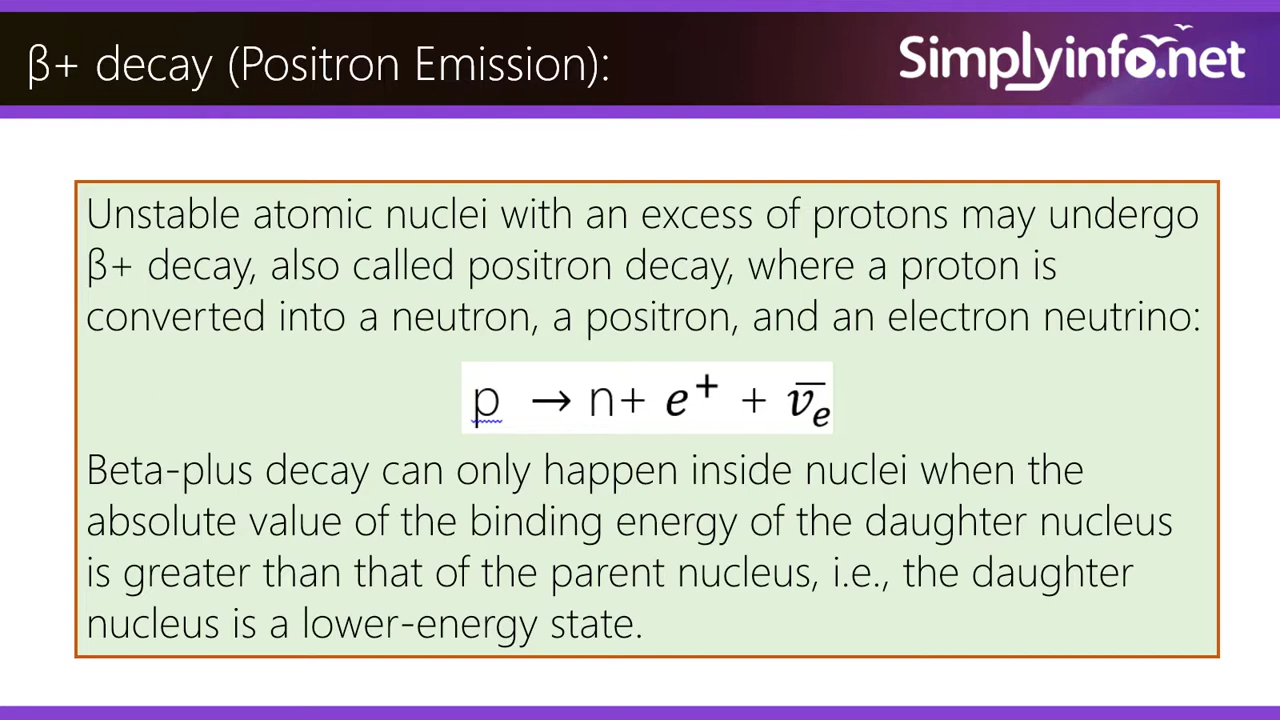 β+ decay (Positron Emission):
Simplyinfo.net
Unstable atomic nuclei with an excess of protons may undergo
β+ decay, also called positron decay, where a proton is
converted into a neutron, a positron, and an electron neutrino:
p → n+ e⁺ + ν̅ₑ
Beta-plus decay can only happen inside nuclei when the
absolute value of the binding energy of the daughter nucleus
is greater than that of the parent nucleus, i.e., the daughter
nucleus is a lower-energy state.